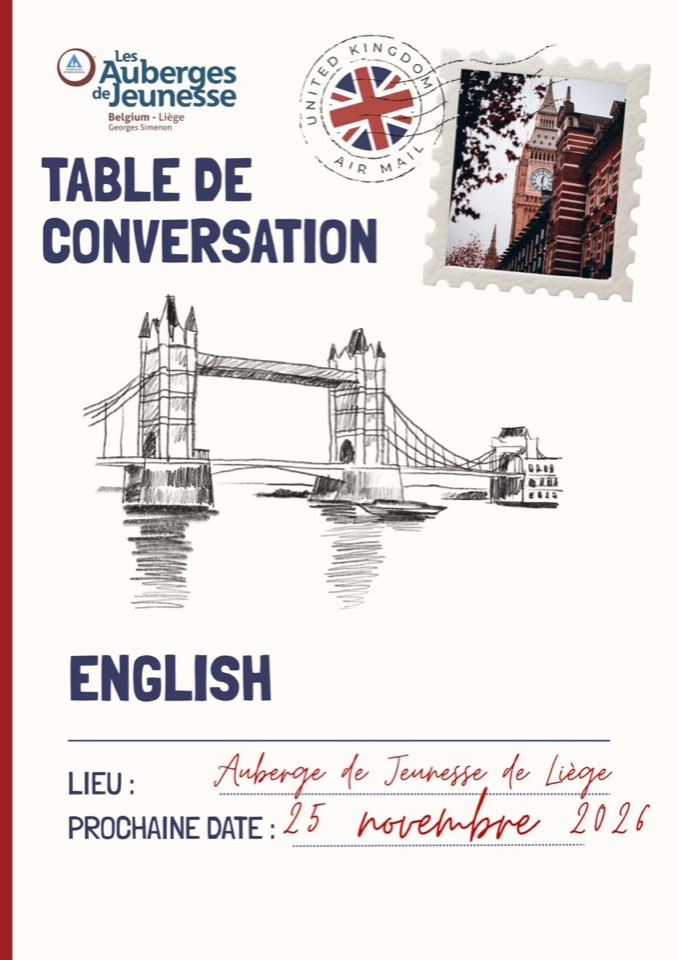 Les
Auberges
de Jeunesse
Belgium - Liège
Georges Simenon
UNITED KINGDOM
AIR MAIL
TABLE DE
CONVERSATION
ENGLISH
LIEU : Auberge de Jeunesse de Liège
PROCHAINE DATE : 25 novembre 2026